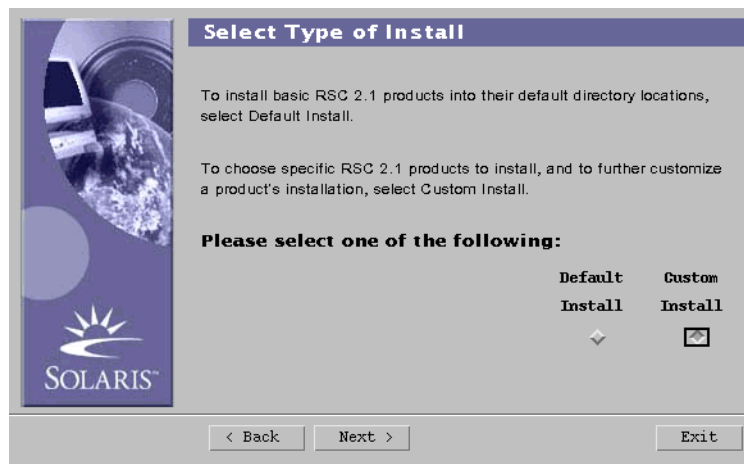 Select Type of Install
To install basic RSC 2.1 products into their default directory locations,
select Default Install.
To choose specific RSC 2.1 products to install, and to further customize
a product's installation, select Custom Install.
Please select one of the following:
Default Custom
Install Install
SOLARIS™
< Back Next > Exit